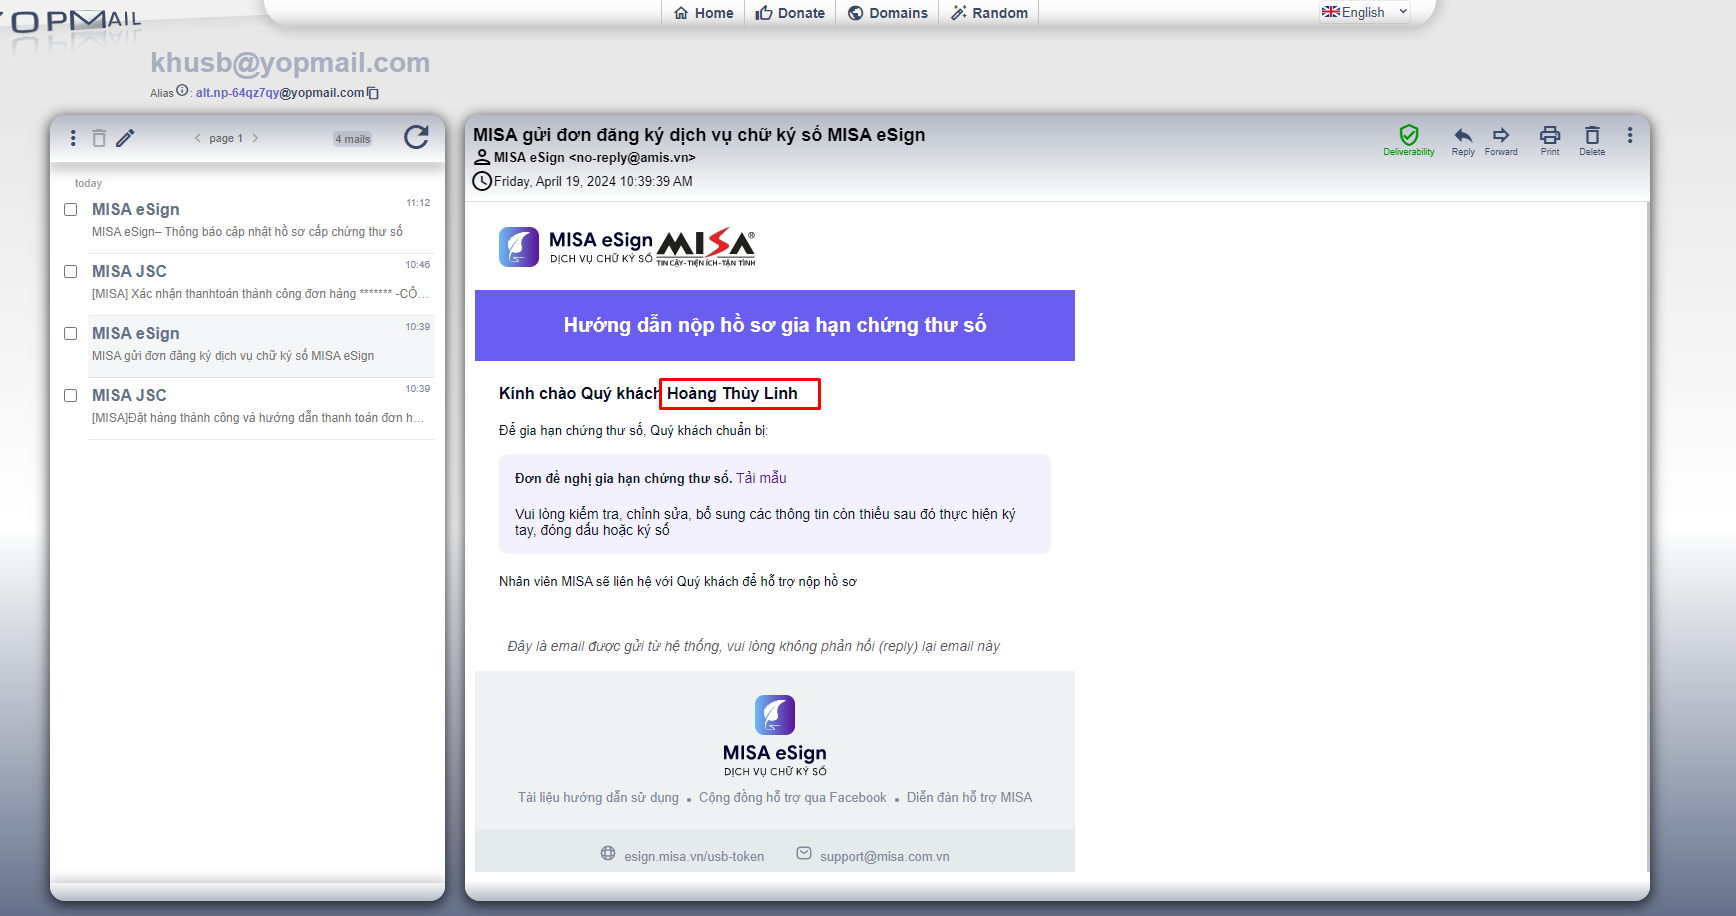 YOPMAIL
Home
Donate
Domains
Random
English
khusb@yopmail.com
Alias : alt.np-64qz7qy@yopmail.com
page 1
4 mails
today
MISA eSign
11:12
MISA eSign– Thông báo cập nhật hồ sơ cấp chứng thư số
MISA JSC
10:46
[MISA] Xác nhận thanhtoán thành công đơn hàng ******* -CÔ…
MISA eSign
10:39
MISA gửi đơn đăng ký dịch vụ chữ ký số MISA eSign
MISA JSC
10:39
[MISA]Đặt hàng thành công và hướng dẫn thanh toán đơn h…
MISA gửi đơn đăng ký dịch vụ chữ ký số MISA eSign
MISA eSign <no-reply@amis.vn>
Friday, April 19, 2024 10:39:39 AM
Deliverability
Reply
Forward
Print
Delete
MISA eSign
DỊCH VỤ CHỮ KÝ SỐ
MISA®
TIN CẬY-TIỆN ÍCH-TẬN TÌNH
Hướng dẫn nộp hồ sơ gia hạn chứng thư số
Kính chào Quý khách Hoàng Thùy Linh
Để gia hạn chứng thư số, Quý khách chuẩn bị:
Đơn đề nghị gia hạn chứng thư số. Tải mẫu
Vui lòng kiểm tra, chỉnh sửa, bổ sung các thông tin còn thiếu sau đó thực hiện ký
tay, đóng dấu hoặc ký số
Nhân viên MISA sẽ liên hệ với Quý khách để hỗ trợ nộp hồ sơ
Đây là email được gửi từ hệ thống, vui lòng không phản hồi (reply) lại email này
MISA eSign
DỊCH VỤ CHỮ KÝ SỐ
Tài liệu hướng dẫn sử dụng • Cộng đồng hỗ trợ qua Facebook • Diễn đàn hỗ trợ MISA
esign.misa.vn/usb-token
support@misa.com.vn